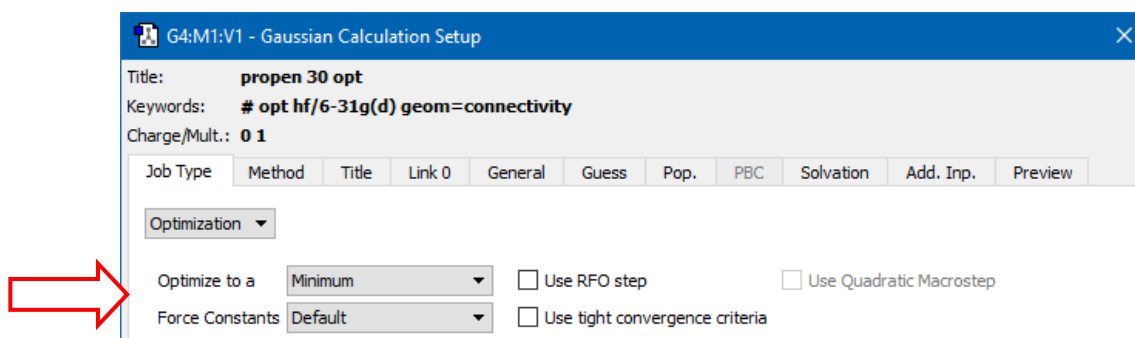 G4:M1:V1 - Gaussian Calculation Setup
Title: propen 30 opt
Keywords: # opt hf/6-31g(d) geom=connectivity
Charge/Mult.: 0 1
Job Type Method Title Link 0 General Guess Pop. PBC Solvation Add. Inp. Preview
Optimization
Optimize to a Minimum Use RFO step Use Quadratic Macrostep
Force Constants Default Use tight convergence criteria